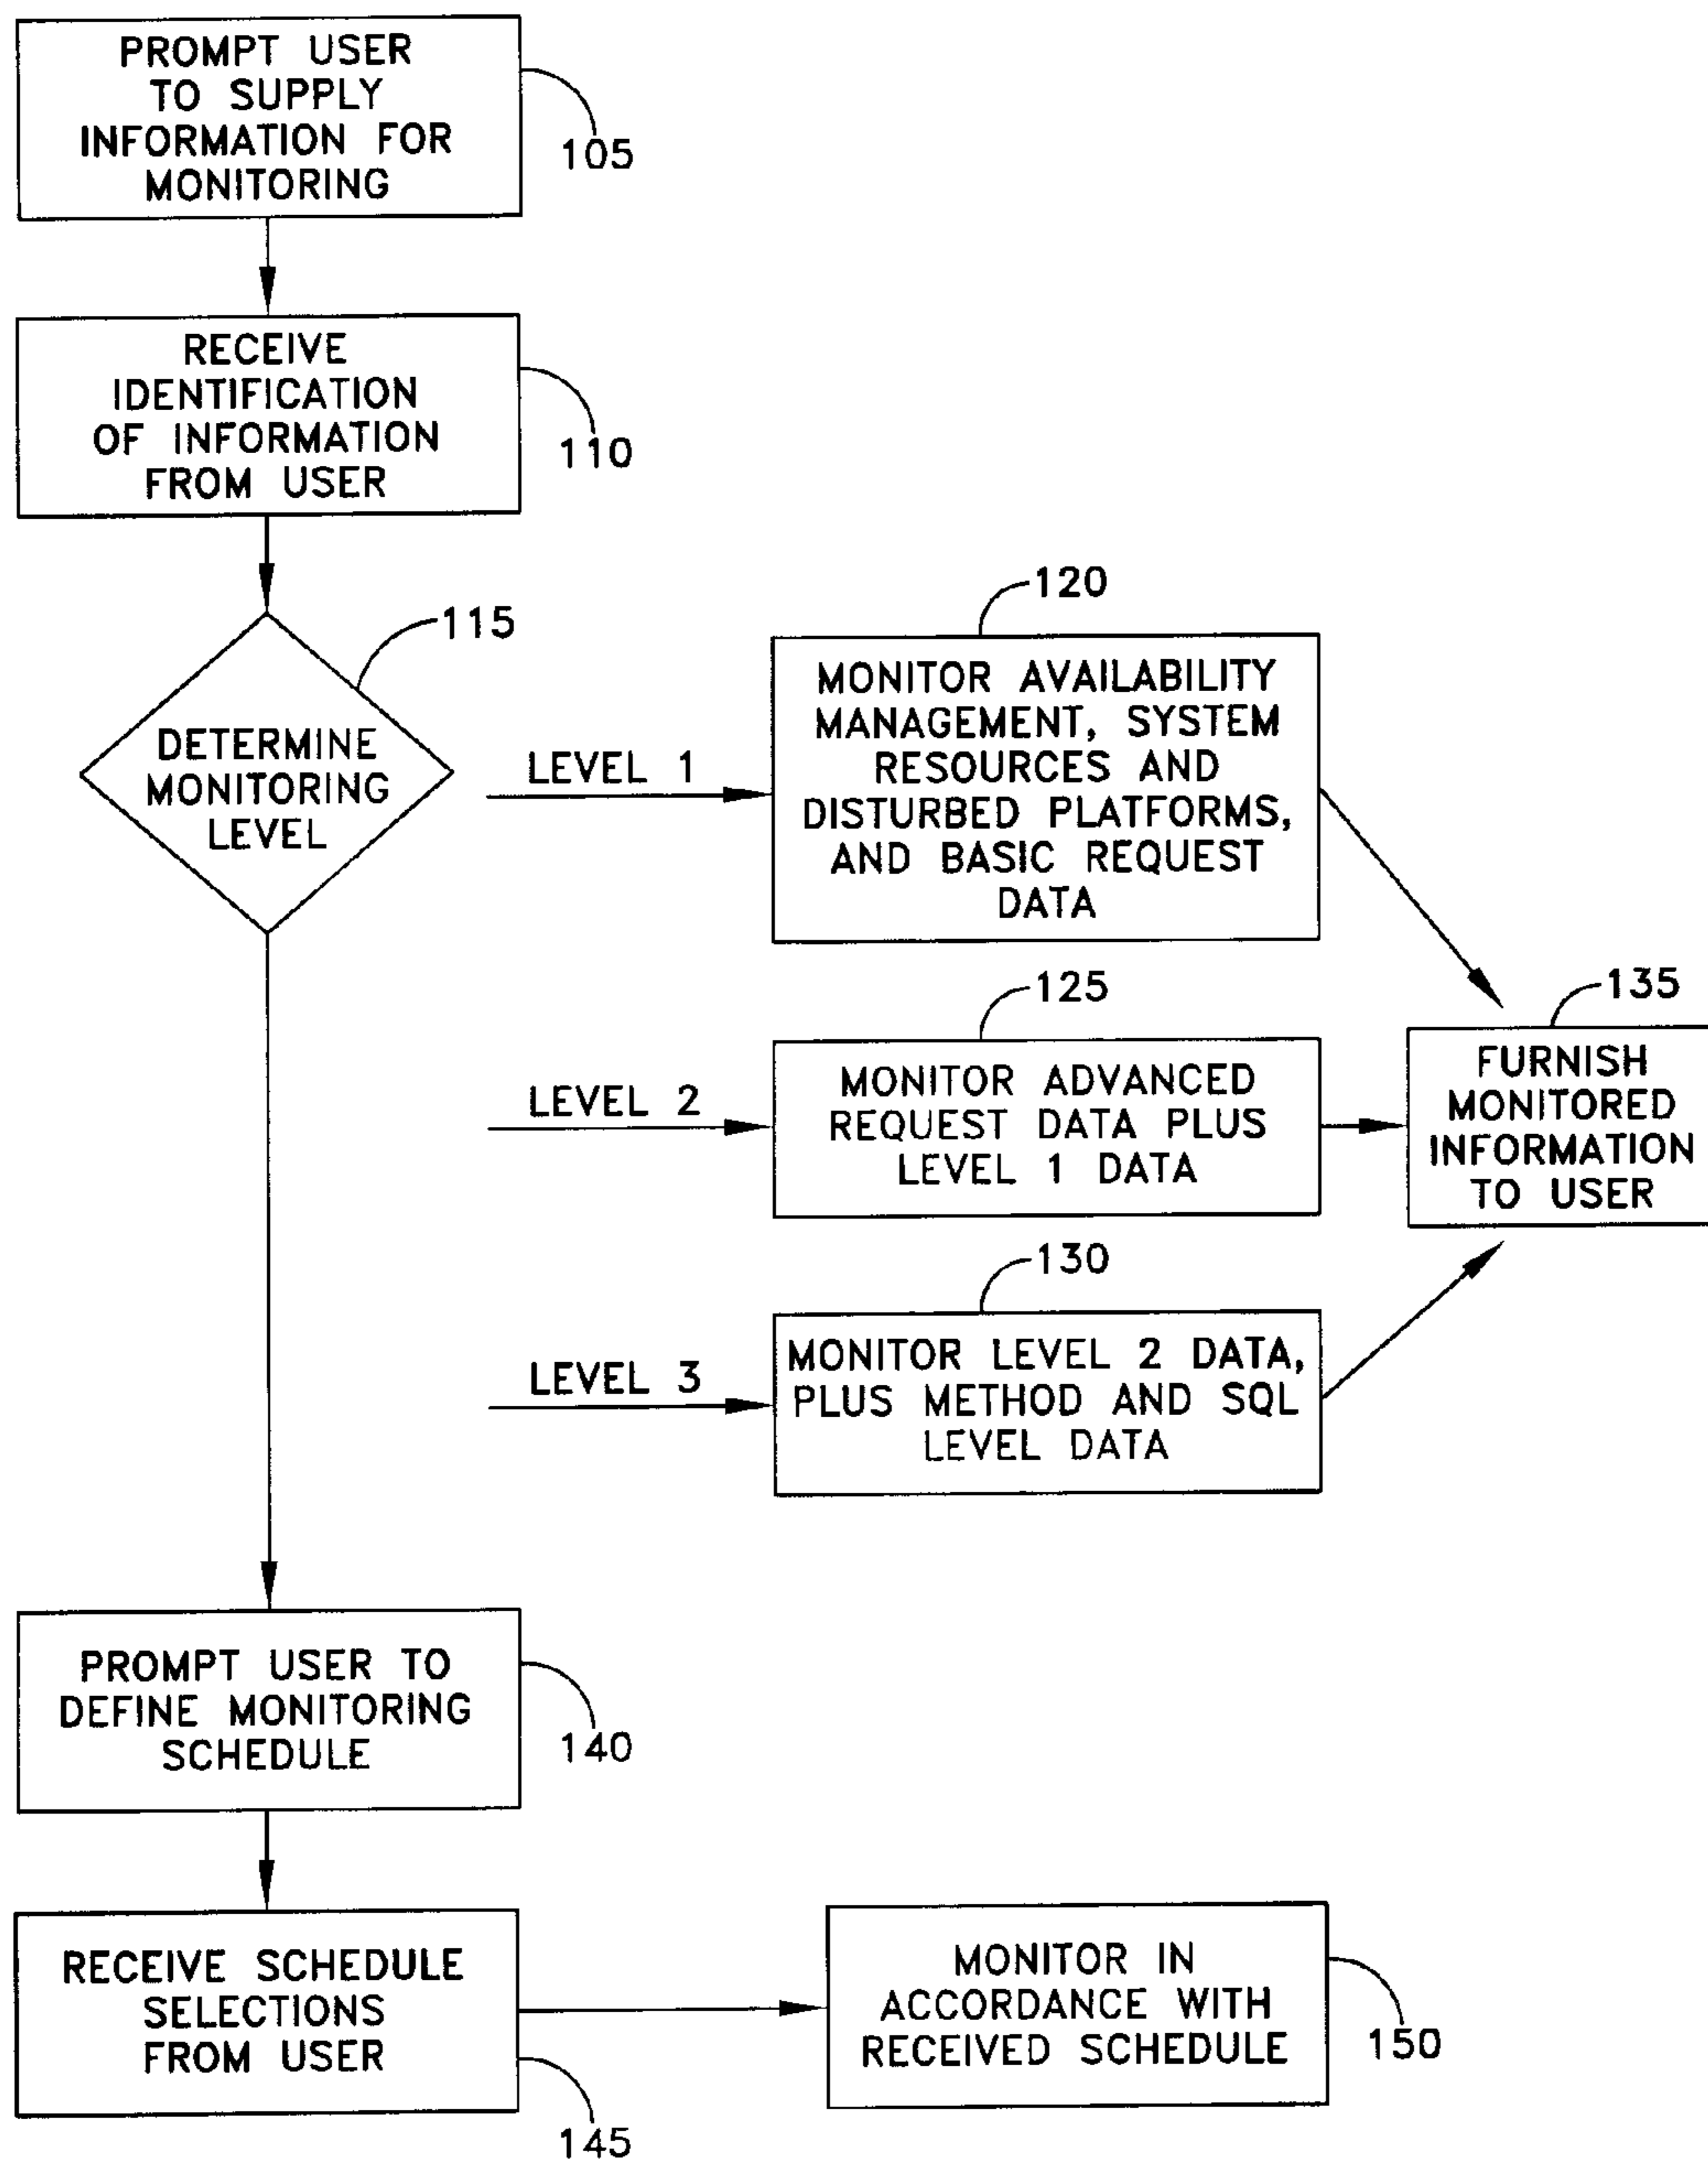 PROMPT USER
TO SUPPLY
INFORMATION FOR
MONITORING
105
RECEIVE
IDENTIFICATION
OF INFORMATION
FROM USER
110
115
DETERMINE
MONITORING
LEVEL
LEVEL 1
120
MONITOR AVAILABILITY
MANAGEMENT, SYSTEM
RESOURCES AND
DISTURBED PLATFORMS,
AND BASIC REQUEST
DATA
LEVEL 2
125
MONITOR ADVANCED
REQUEST DATA PLUS
LEVEL 1 DATA
135
FURNISH
MONITORED
INFORMATION
TO USER
LEVEL 3
130
MONITOR LEVEL 2 DATA,
PLUS METHOD AND SQL
LEVEL DATA
PROMPT USER TO
DEFINE MONITORING
SCHEDULE
140
RECEIVE SCHEDULE
SELECTIONS
FROM USER
145
MONITOR IN
ACCORDANCE WITH
RECEIVED SCHEDULE
150